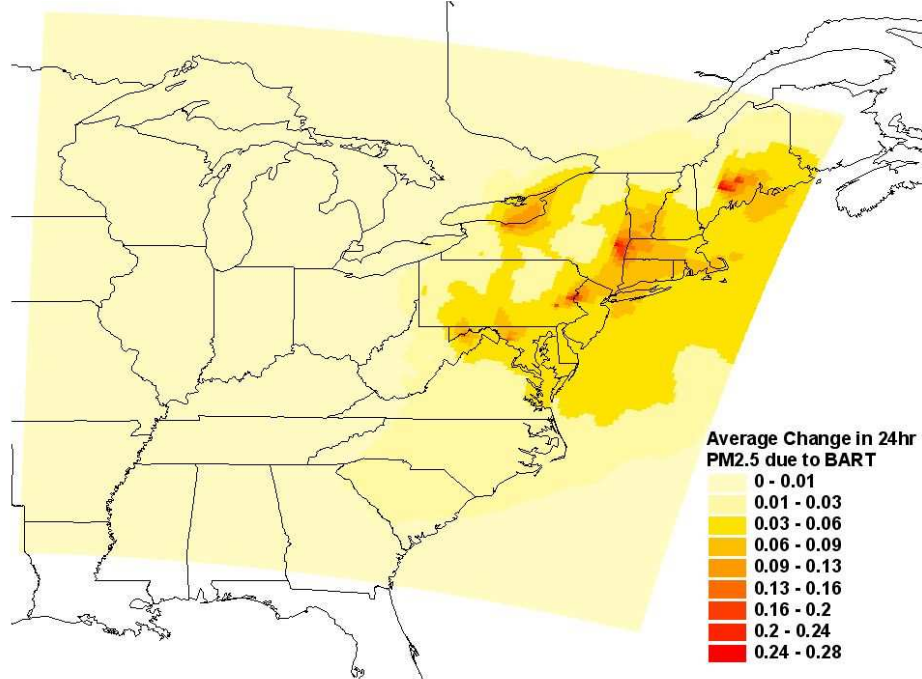 Average Change in 24hr
PM2.5 due to BART
0 - 0.01
0.01 - 0.03
0.03 - 0.06
0.06 - 0.09
0.09 - 0.13
0.13 - 0.16
0.16 - 0.2
0.2 - 0.24
0.24 - 0.28